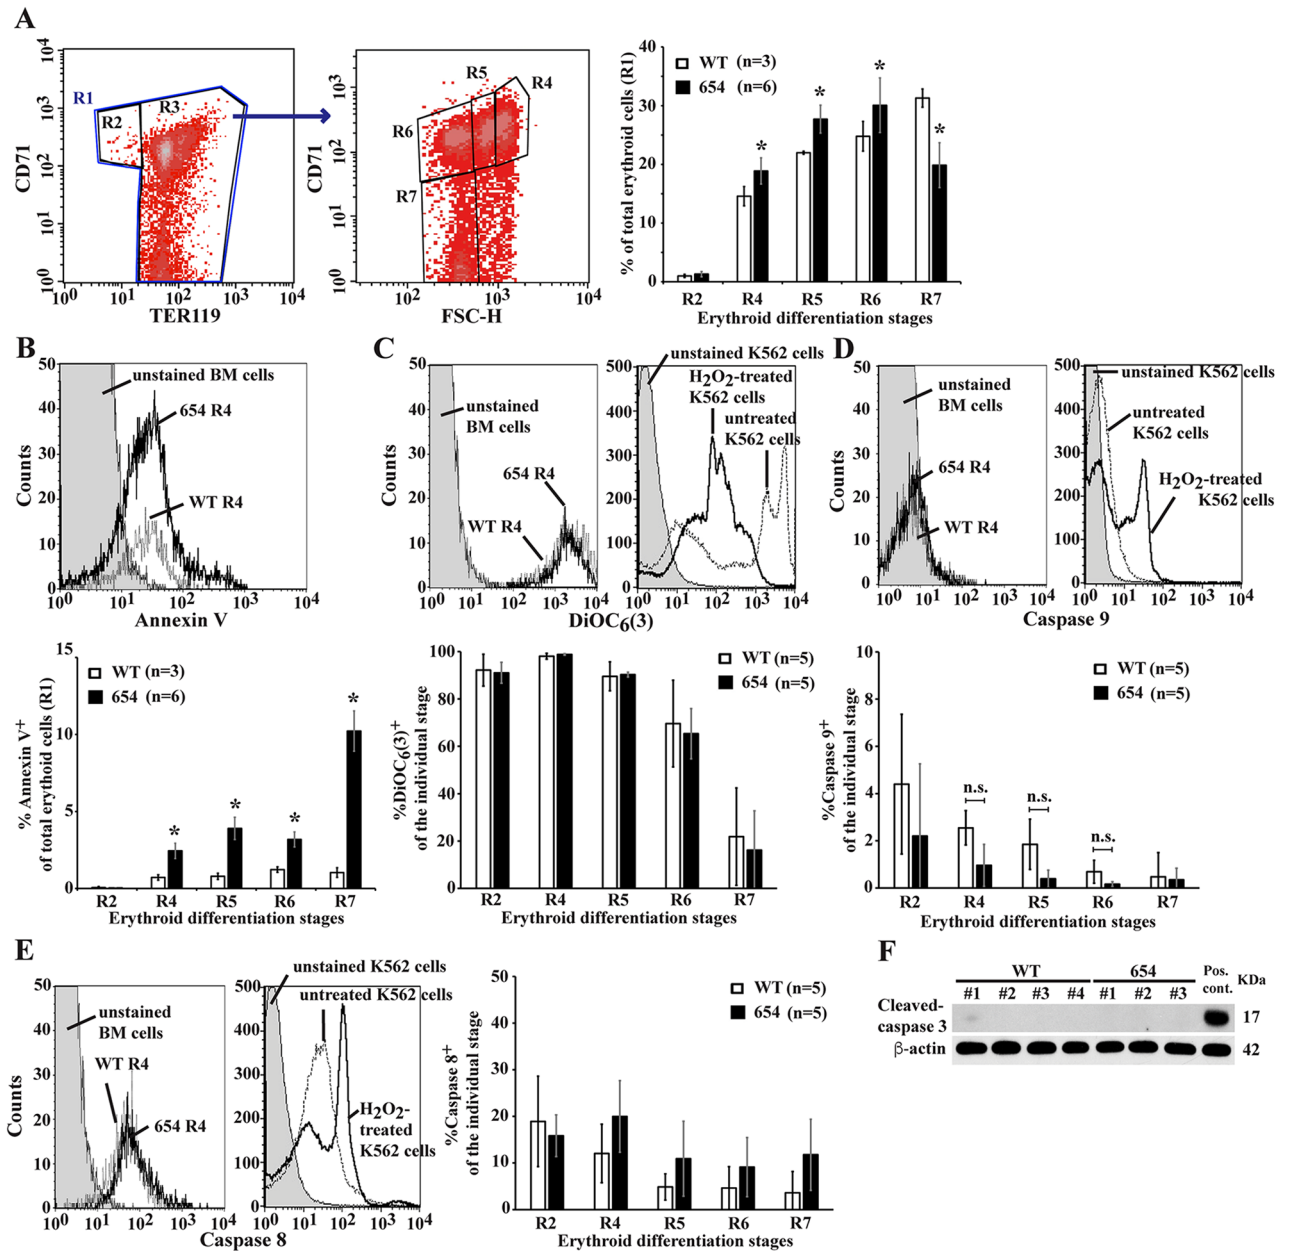 A
10⁴
10³
10²
10¹
10⁰
CD71
R1
R2
R3
10⁰ 10¹ 10² 10³ 10⁴
TER119
10³
10²
10¹
10⁰
CD71
R5
R4
R6
R7
10² 10³ 10⁴
FSC-H
% of total erythroid cells (R1)
40
30
20
10
0
WT (n=3)
654 (n=6)
* * * *
R2 R4 R5 R6 R7
Erythroid differentiation stages
B
50
40
30
20
10
0
Counts
unstained BM cells
654 R4
WT R4
10⁰ 10¹ 10² 10³ 10⁴
Annexin V
% Annexin V⁺
of total erythroid cells (R1)
15
10
5
0
WT (n=3)
654 (n=6)
* * * *
R2 R4 R5 R6 R7
Erythroid differentiation stages
C
50
40
30
20
10
0
unstained
BM cells
654 R4
WT R4
10⁰ 10¹ 10² 10³ 10⁴
500
400
300
200
100
0
unstained K562 cells
H₂O₂-treated
K562 cells
untreated
K562 cells
10⁰ 10¹ 10² 10³ 10⁴
DiOC₆(3)
%DiOC₆(3)⁺
of the individual stage
100
80
60
40
20
0
WT (n=5)
654 (n=5)
R2 R4 R5 R6 R7
Erythroid differentiation stages
D
50
40
30
20
10
0
Counts
unstained
BM cells
654 R4
WT R4
10⁰ 10¹ 10² 10³ 10⁴
500
400
300
200
100
0
unstained K562 cells
untreated
K562 cells
H₂O₂-treated
K562 cells
10⁰ 10¹ 10² 10³ 10⁴
Caspase 9
%Caspase 9⁺
of the individual stage
10
8
6
4
2
0
WT (n=5)
654 (n=5)
n.s.
n.s.
n.s.
R2 R4 R5 R6 R7
Erythroid differentiation stages
E
50
40
30
20
10
0
Counts
unstained
BM cells
WT R4
654 R4
10⁰ 10¹ 10² 10³ 10⁴
500
400
300
200
100
0
unstained K562 cells
untreated K562 cells
H₂O₂-
treated
K562 cells
10⁰ 10¹ 10² 10³ 10⁴
Caspase 8
%Caspase 8⁺
of the individual stage
50
40
30
20
10
0
WT (n=5)
654 (n=5)
R2 R4 R5 R6 R7
Erythroid differentiation stages
F
WT 654 Pos. cont. KDa
#1 #2 #3 #4 #1 #2 #3
Cleaved-
caspase 3
17
β-actin
42